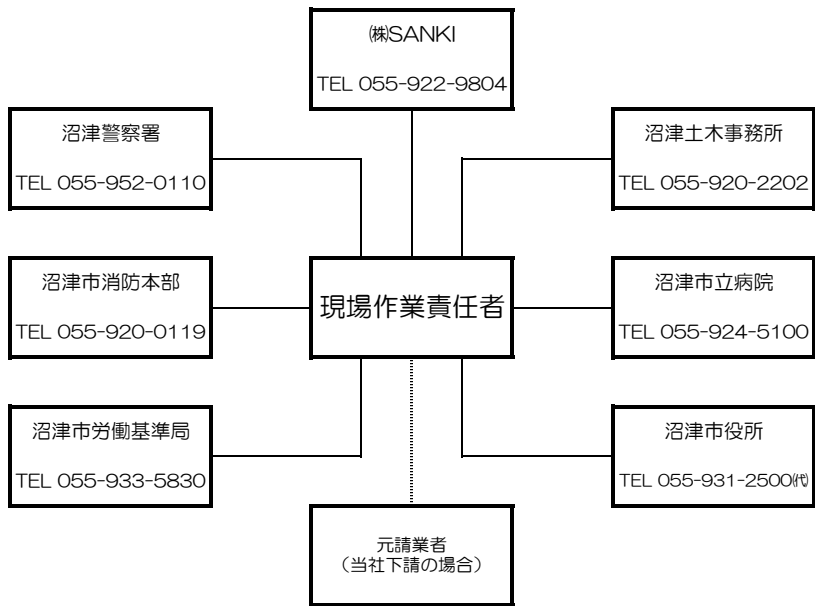 ㈱SANKI
TEL 055-922-9804
沼津警察署
TEL 055-952-0110
沼津土木事務所
TEL 055-920-2202
沼津市消防本部
TEL 055-920-0119
現場作業責任者
沼津市立病院
TEL 055-924-5100
沼津市労働基準局
TEL 055-933-5830
沼津市役所
TEL 055-931-2500㈹
元請業者
（当社下請の場合）